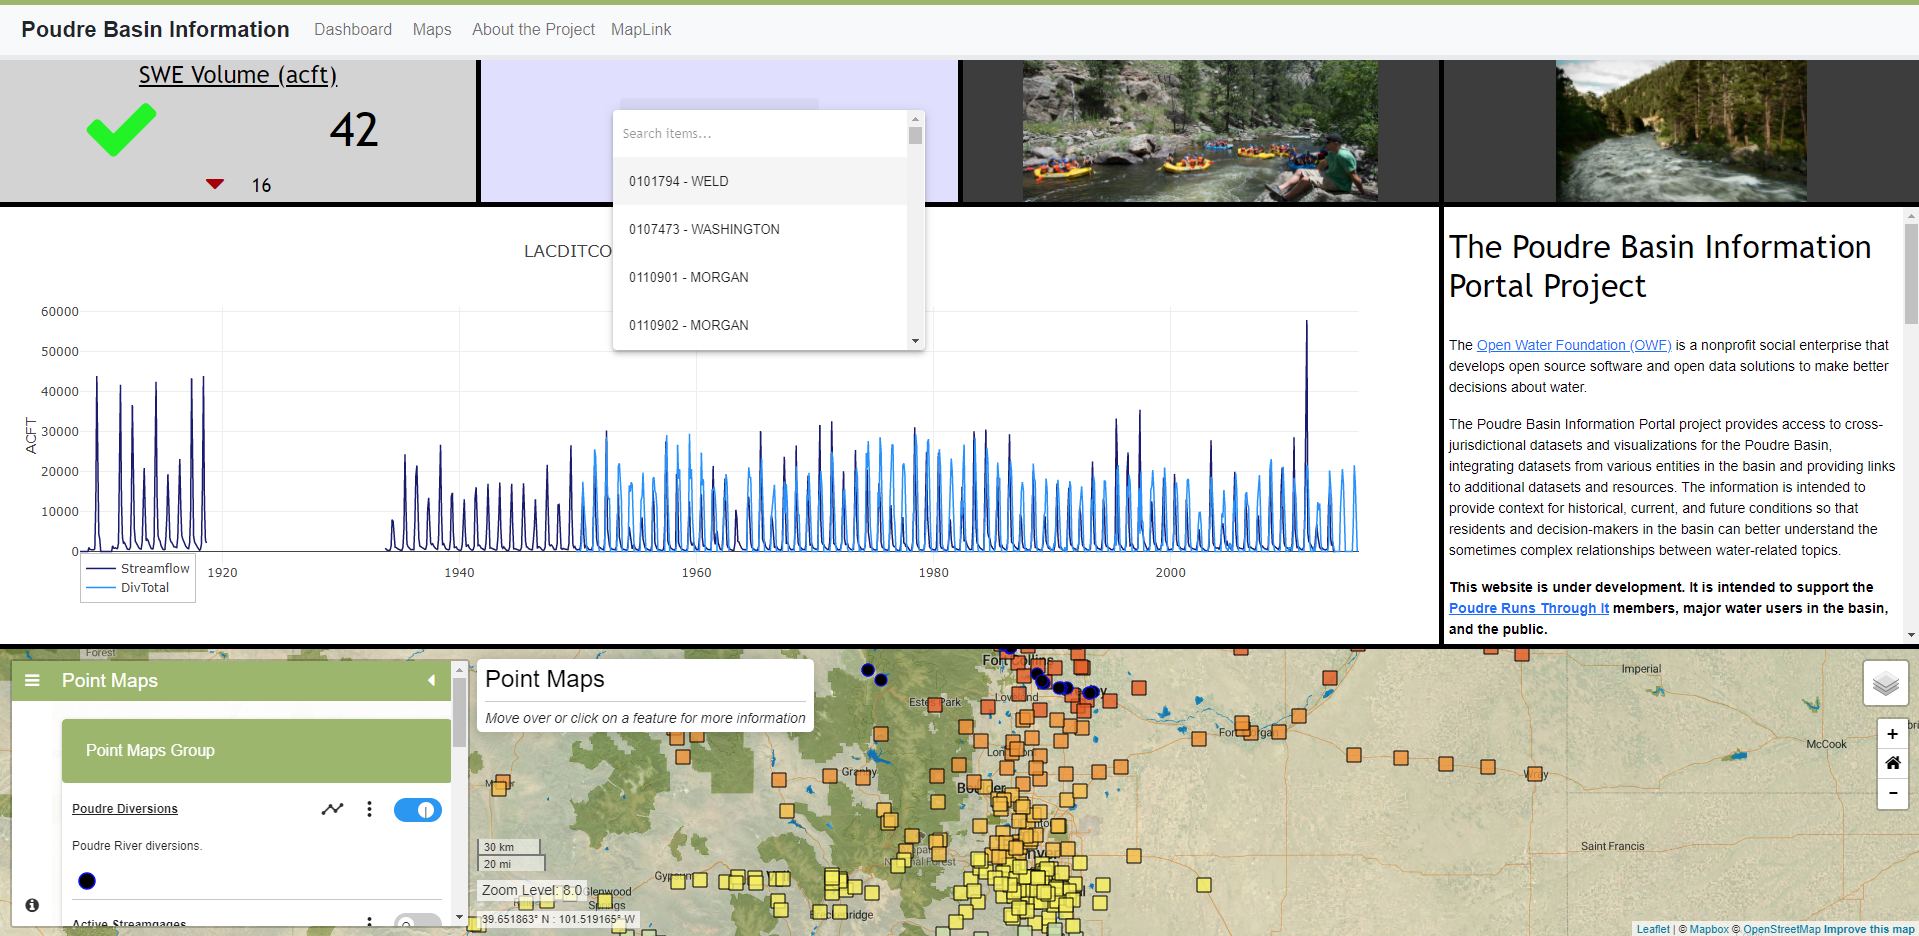 Poudre Basin Information
Dashboard
Maps
About the Project
MapLink
SWE Volume (acft)
42
16
Search items...
0101794 - WELD
0107473 - WASHINGTON
0110901 - MORGAN
0110902 - MORGAN
LACDITCO
ACFT
60000
50000
40000
30000
20000
10000
0
1920
1940
1960
1980
2000
Streamflow
DivTotal
The Poudre Basin Information
Portal Project
The Open Water Foundation (OWF) is a nonprofit social enterprise that
develops open source software and open data solutions to make better
decisions about water.
The Poudre Basin Information Portal project provides access to cross-
jurisdictional datasets and visualizations for the Poudre Basin,
integrating datasets from various entities in the basin and providing links
to additional datasets and resources. The information is intended to
provide context for historical, current, and future conditions so that
residents and decision-makers in the basin can better understand the
sometimes complex relationships between water-related topics.
This website is under development. It is intended to support the
Poudre Runs Through It members, major water users in the basin,
and the public.
Forest
Point Maps
Point Maps Group
Poudre Diversions
Poudre River diversions.
Active Streamgages
Point Maps
Move over or click on a feature for more information
30 km
20 mi
Zoom Level: 8.0
39.651863° N : 101.519165° W
Estes Park
Granby
Glenwood
Springs
Imperial
McCook
Wray
Saint Francis
+
-
Leaflet | © Mapbox © OpenStreetMap Improve this map